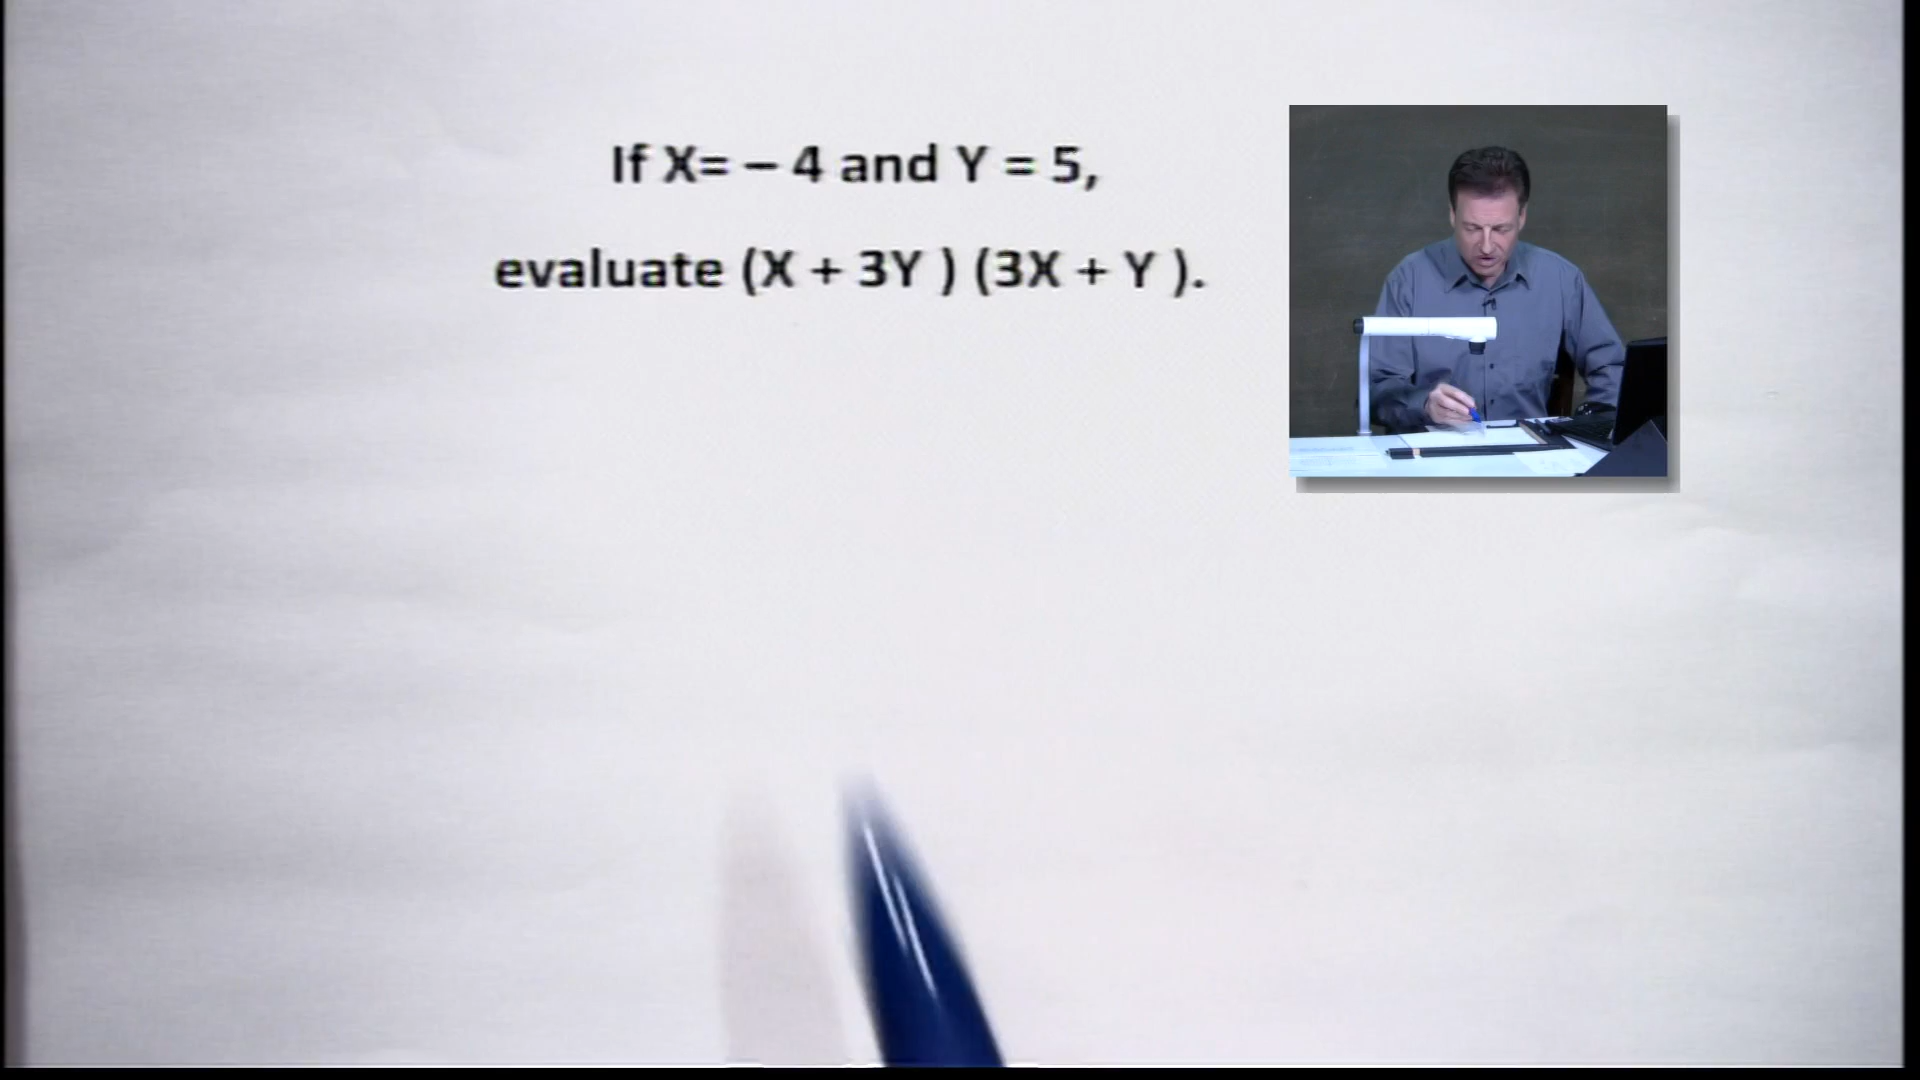 If X= – 4 and Y = 5,
evaluate (X + 3Y ) (3X + Y ).